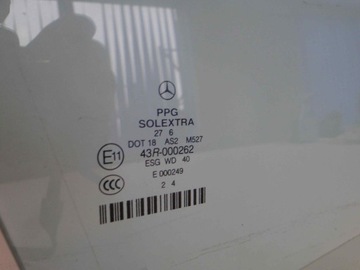 PPG
SOLEXTRA
27 6
DOT 18 AS2 M527
E11
43R-000262
ESG WD 40
E 000249
CCC
2 4